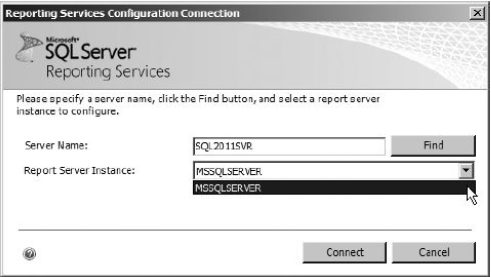 Reporting Services Configuration Connection
Microsoft
SQL Server
Reporting Services
Please specify a server name, click the Find button, and select a report server
instance to configure.
Server Name:
SQL2011SVR
Find
Report Server Instance:
MSSQLSERVER
MSSQLSERVER
Connect
Cancel